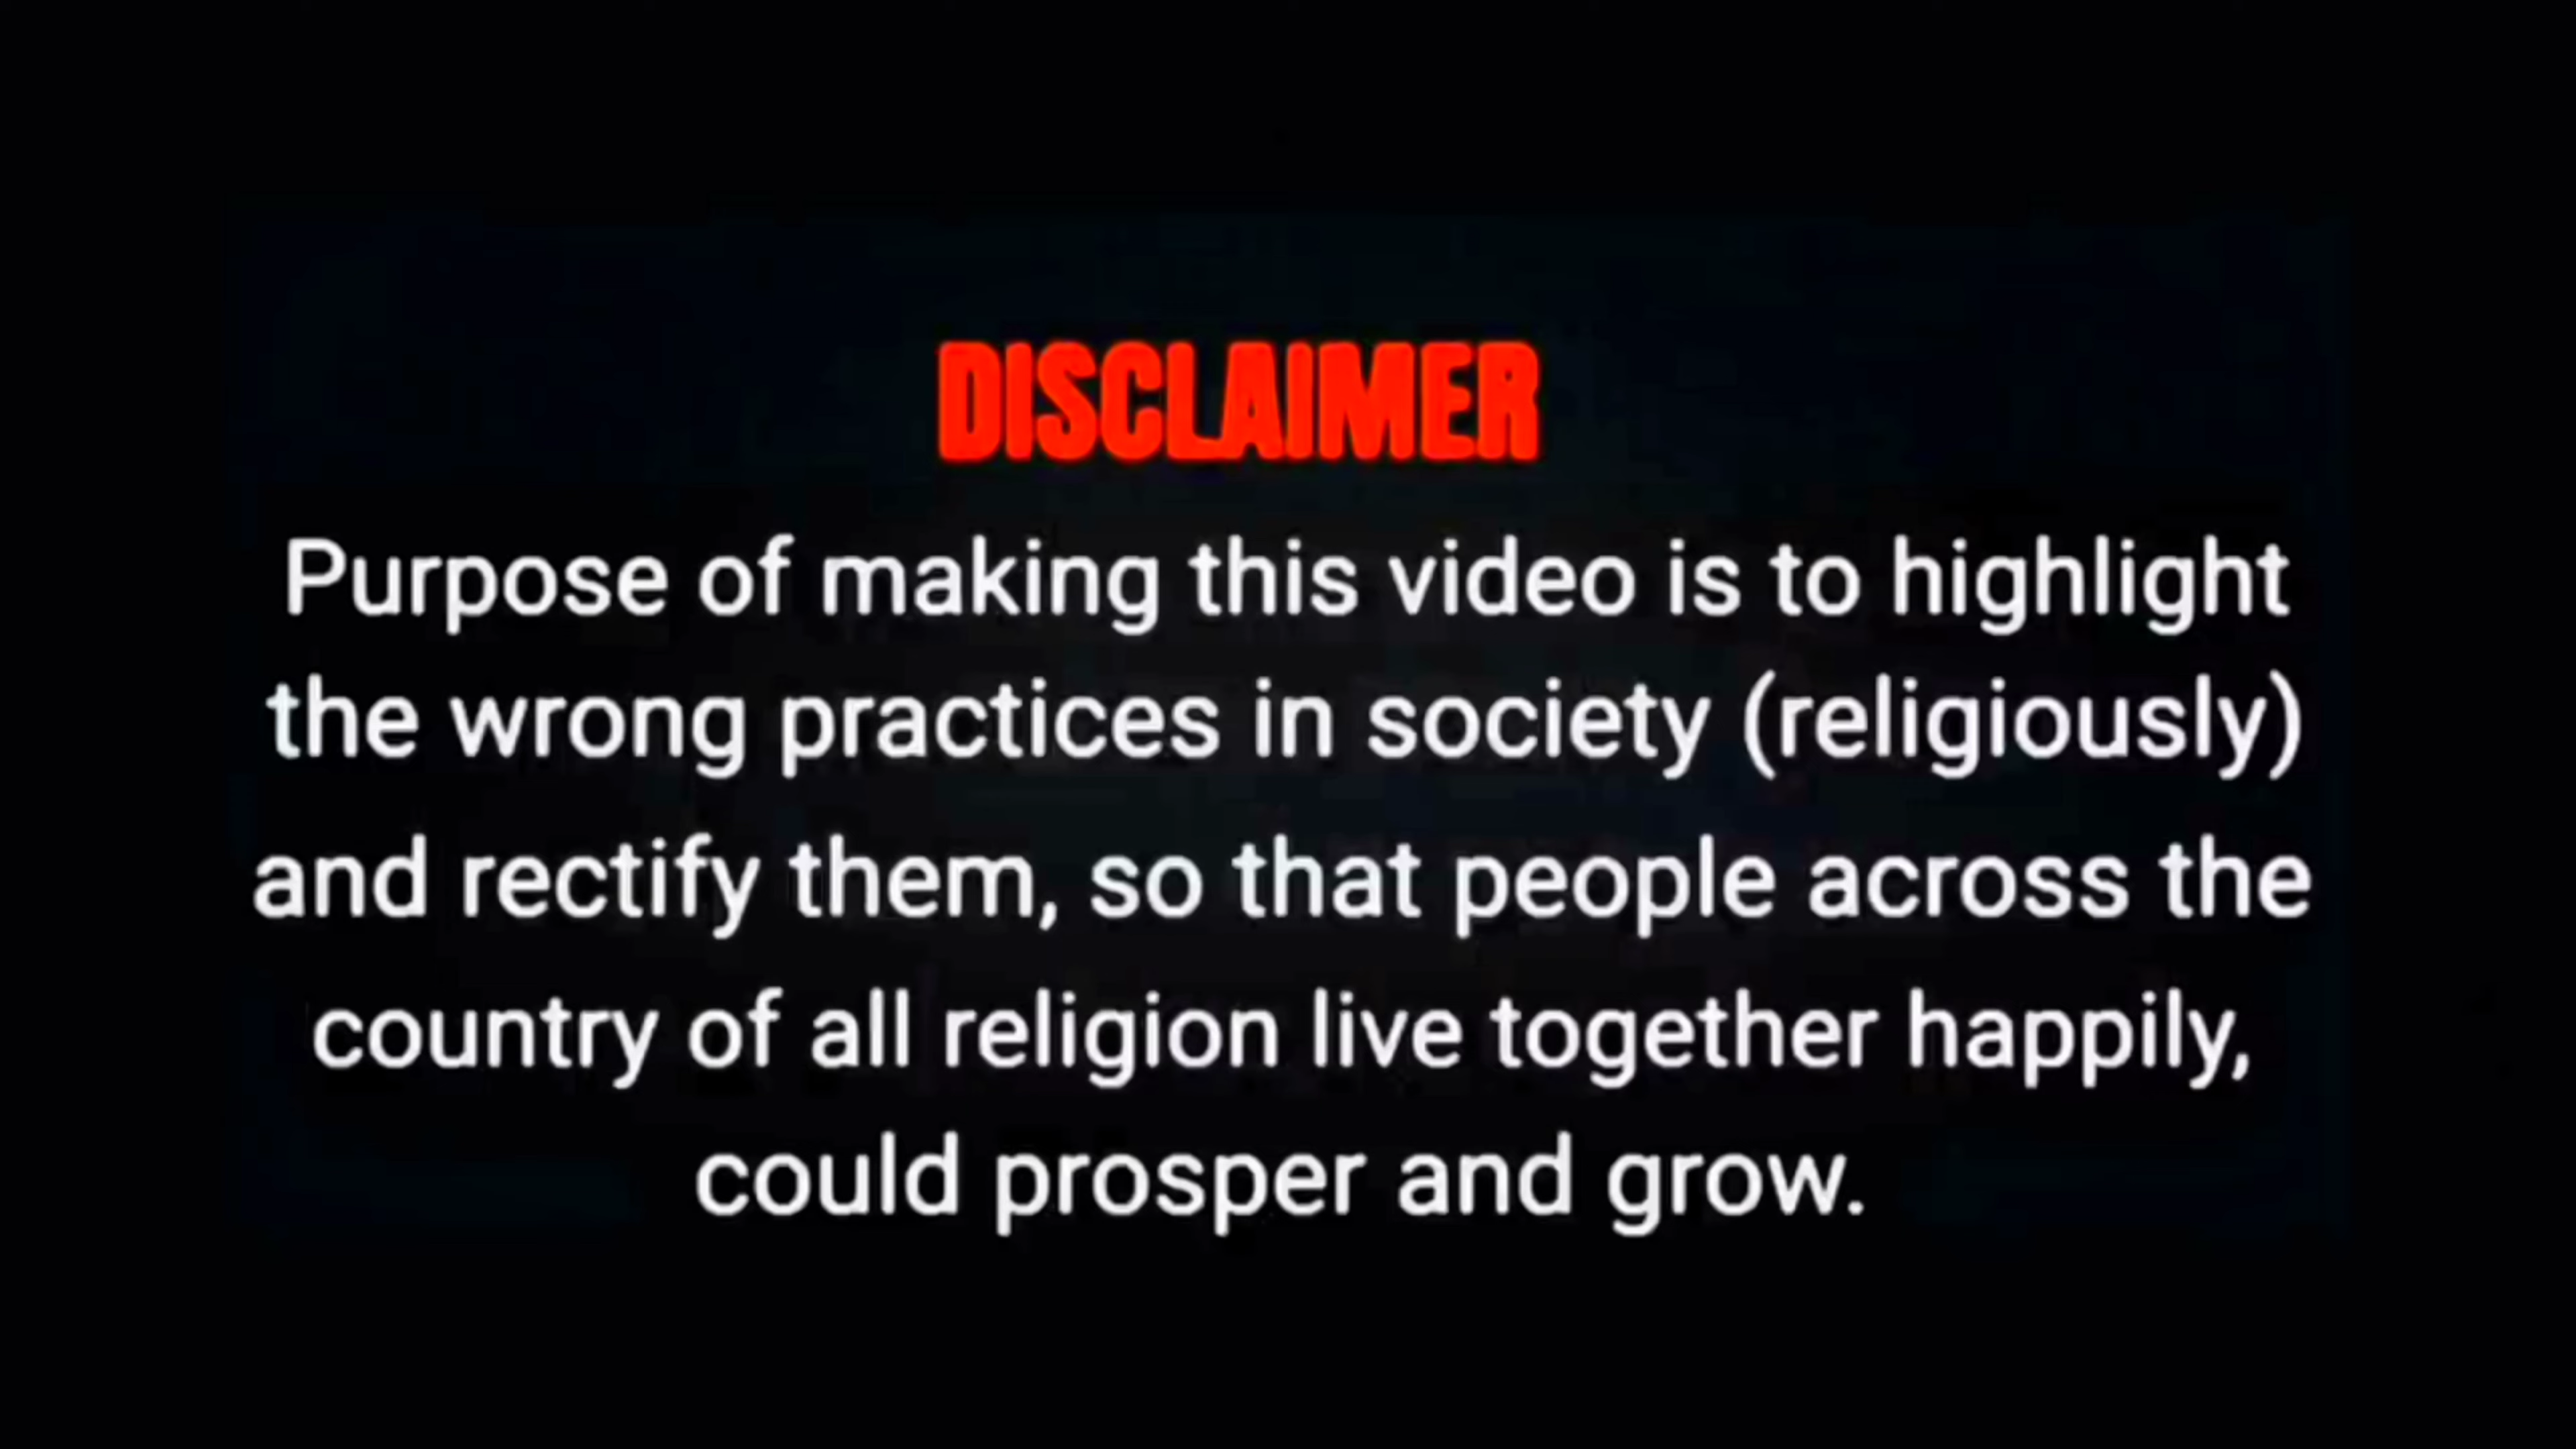 DISCLAIMER
Purpose of making this video is to highlight
the wrong practices in society (religiously)
and rectify them, so that people across the
country of all religion live together happily,
could prosper and grow.